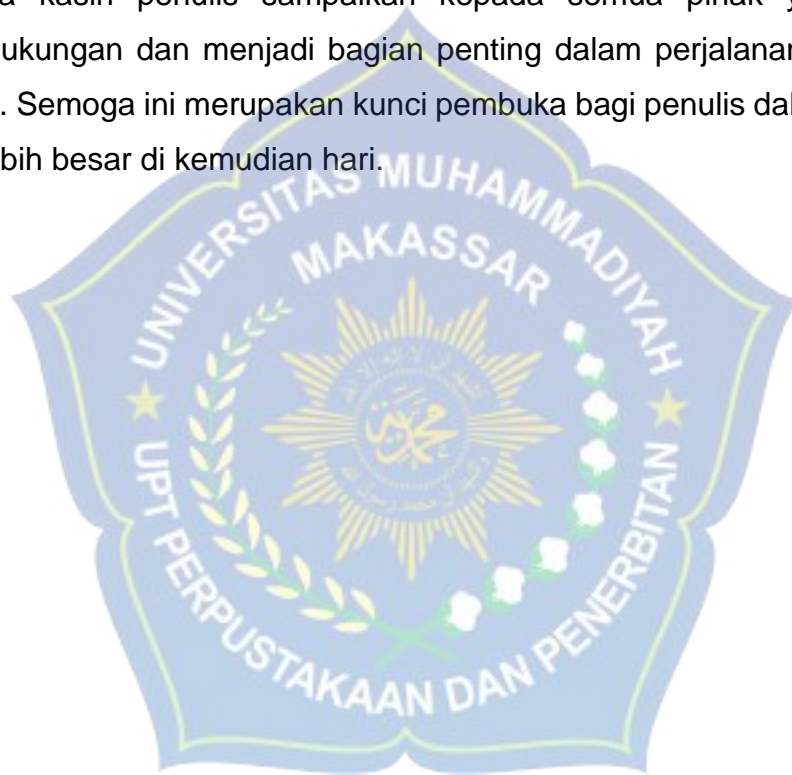 kasih penulis sampaikan kepada semua pihak
ukungan dan menjadi bagian penting dalam perjalanan
. Semoga ini merupakan kunci pembuka bagi penulis dal
bih besar di kemudian hari.
UNIVERSITAS MUHAMMADIYAH
MAKASSAR
UPT PERPUSTAKAAN DAN PENERBITAN